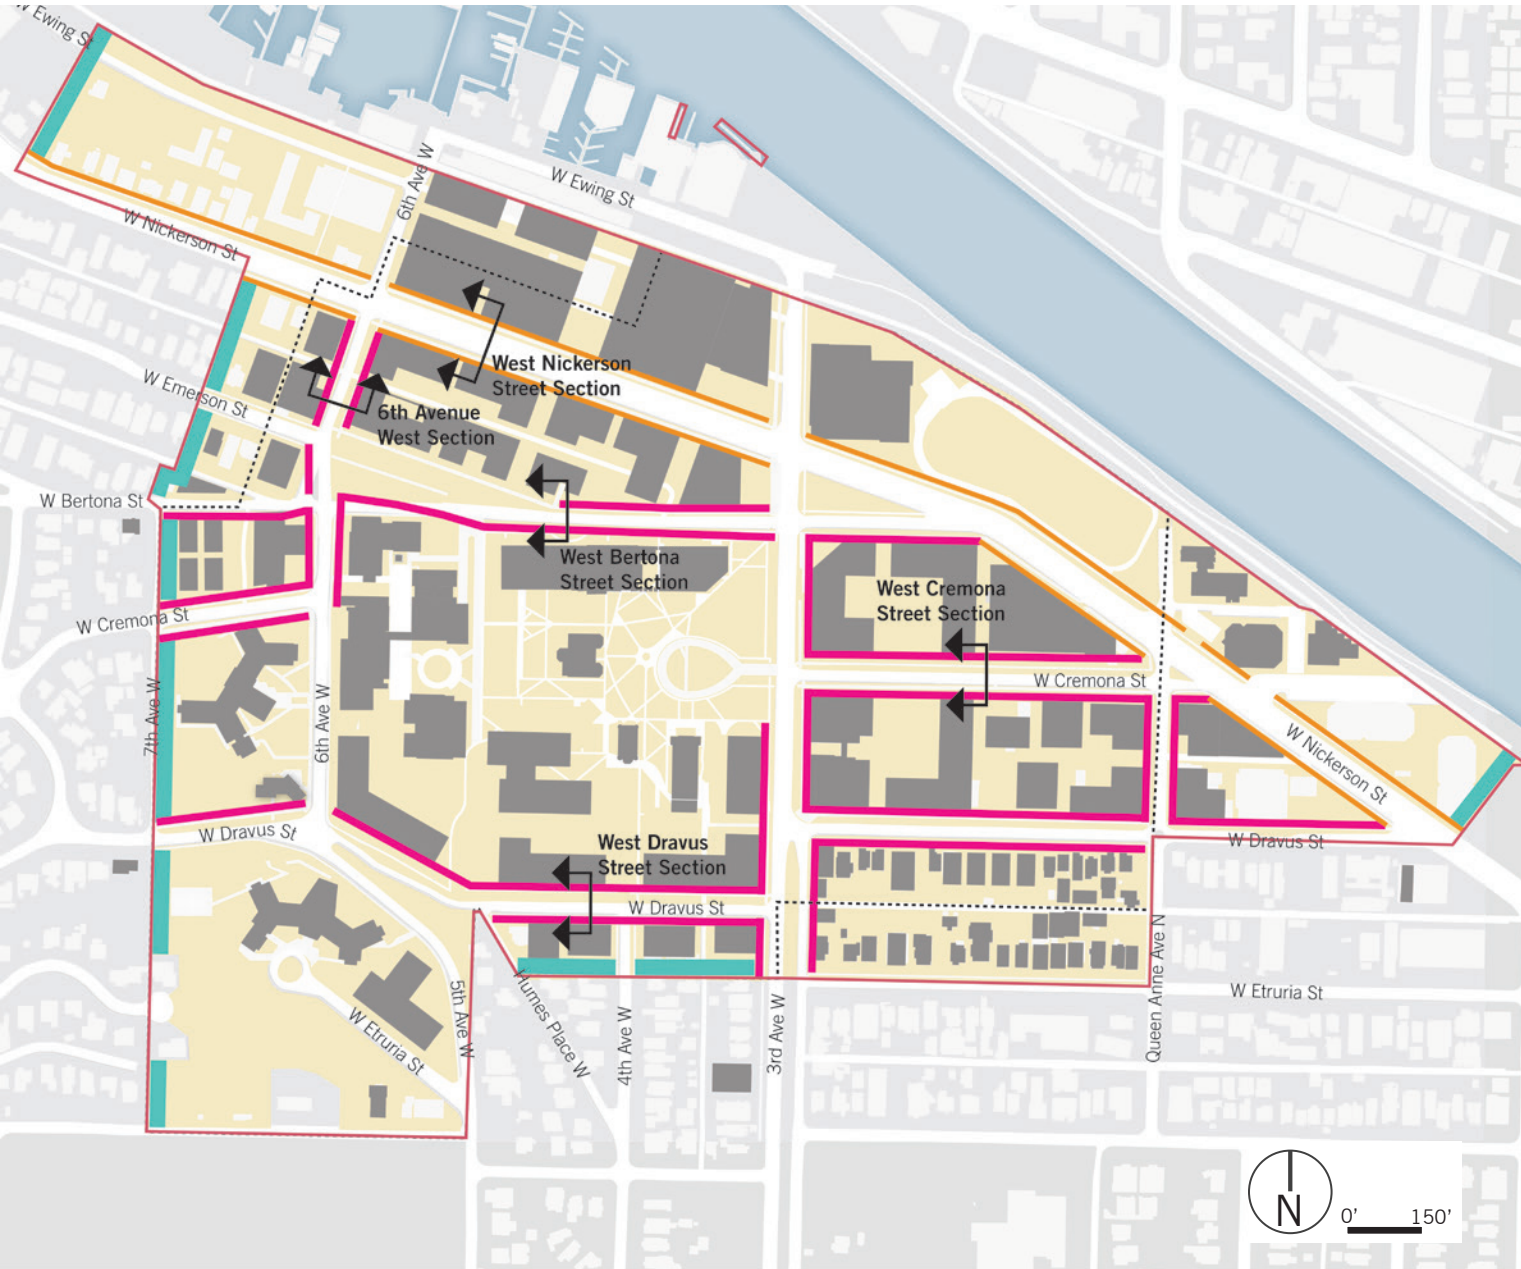 W Ewing St
6th Ave W
W Ewing St
W Nickerson St
West Nickerson
Street Section
W Emerson St
6th Avenue
West Section
W Bertona St
West Bertona
Street Section
West Cremona
Street Section
W Cremona St
W Cremona St
7th Ave W
6th Ave W
W Nickerson St
W Dravus St
West Dravus
Street Section
W Dravus St
W Dravus St
5th Ave W
W Etruria St
Humes Place W
4th Ave W
3rd Ave W
Queen Anne Ave N
W Etruria St
N
0' 150'